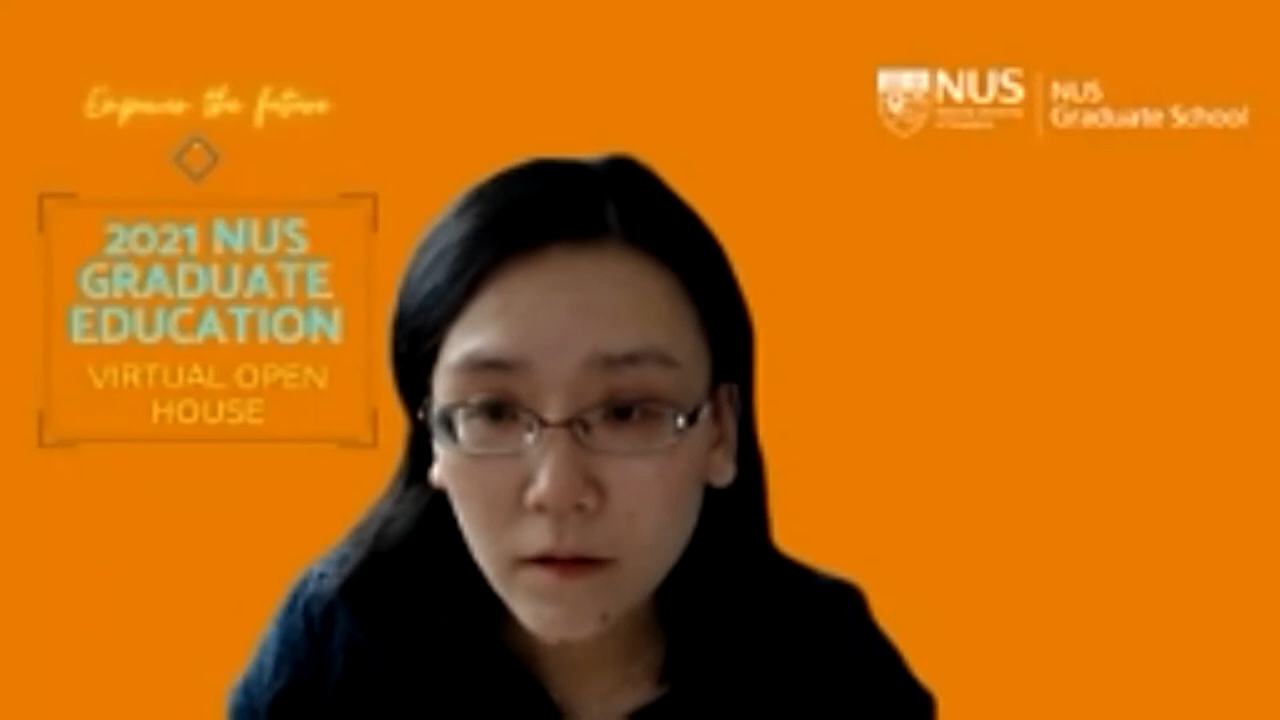 Empower the future
2021 NUS
GRADUATE
EDUCATION
VIRTUAL OPEN
HOUSE
NUS
NUS
Graduate School